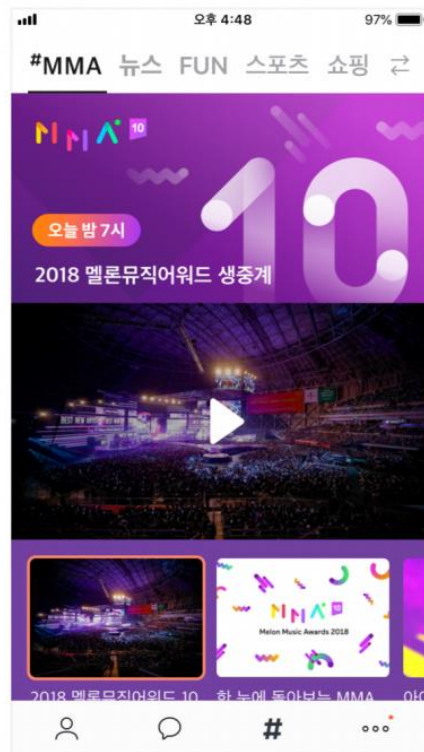 오후 4:48
97%
#MMA 뉴스 FUN 스포츠 쇼핑
MMA 10
10
오늘 밤 7시
2018 멜론뮤직어워드 생중계
MMA 10
Melon Music Awards 2018
2018 멜론뮤직어워드 10
한 눈에 돌아보는 MMA
#